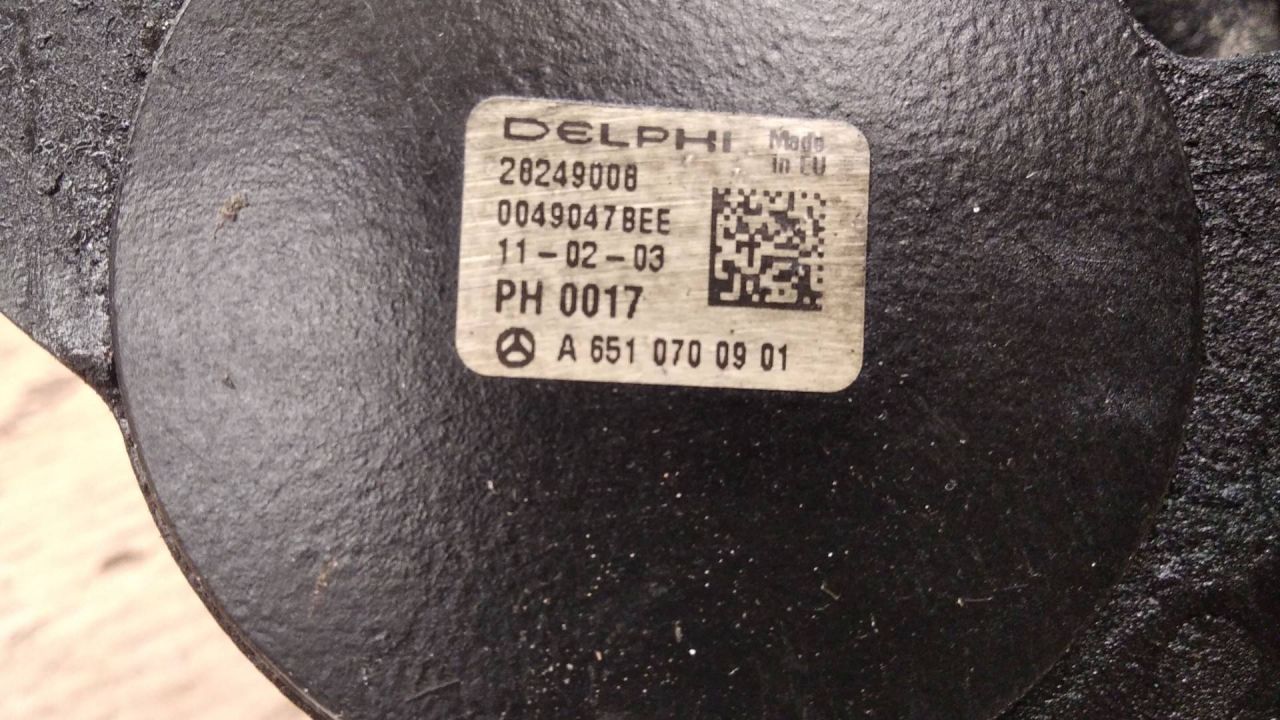 DELPHI
Made
in EU
28249008
0049047BEE
11-02-03
PH 0017
A 651 070 09 01